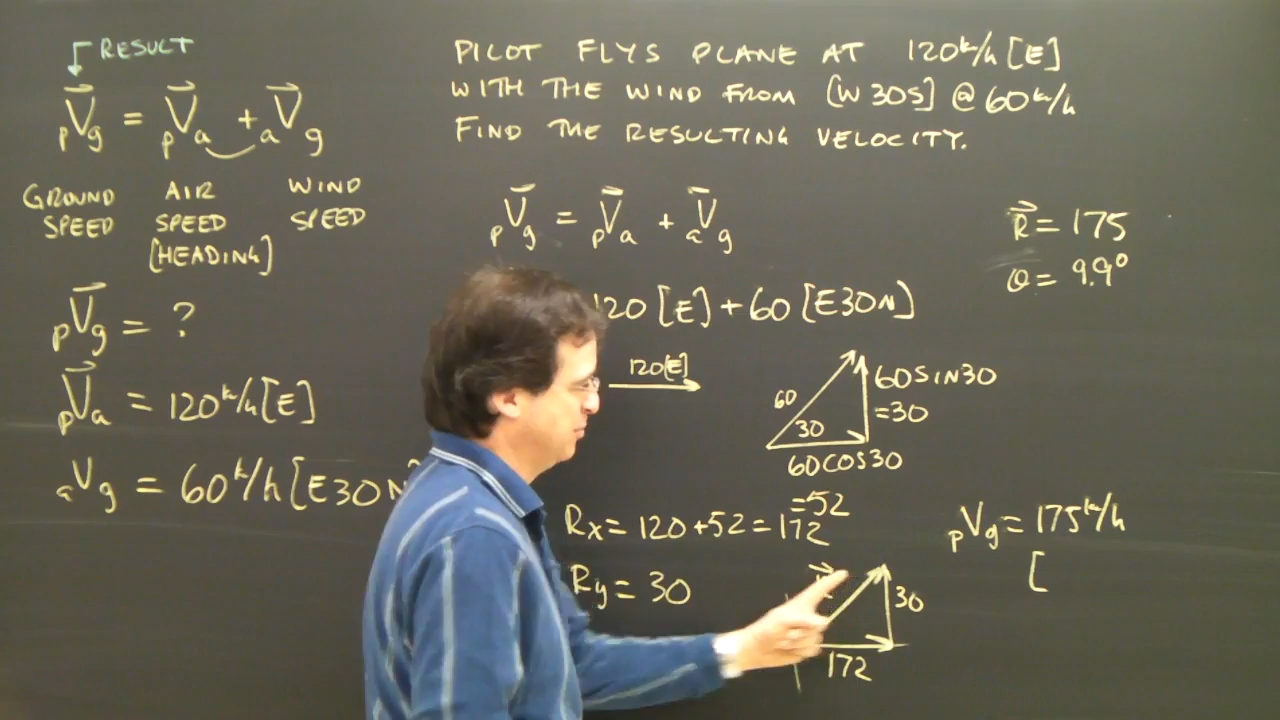 RESULT
pVg = pVa + aVg
GROUND SPEED
AIR SPEED [HEADING]
WIND SPEED
pVg = ?
pVa = 120k/h[E]
aVg = 60k/h[E30N]
PILOT FLYS PLANE AT 120k/h[E]
WITH THE WIND FROM [W30S] @ 60k/h
FIND THE RESULTING VELOCITY.
pVg = pVa + aVg
120[E]+60[E30N]
120[E]
60
30
60SIN30
=30
60COS30
=52
Rx = 120+52 = 172
Ry = 30
30
172
R = 175
θ = 9.9°
pVg = 175k/h
[